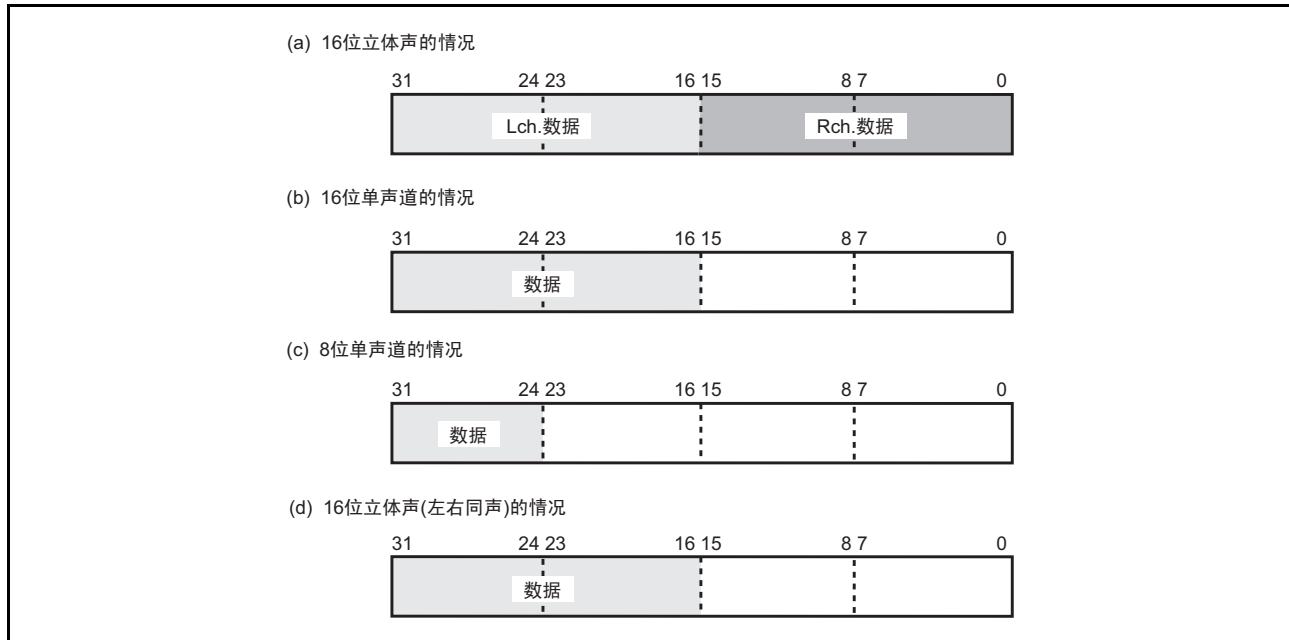 (a) 16位立体声的情况
31 24 23 16 15 8 7 0
Lch.数据 Rch.数据
(b) 16位单声道的情况
31 24 23 16 15 8 7 0
数据
(c) 8位单声道的情况
31 24 23 16 15 8 7 0
数据
(d) 16位立体声(左右同声)的情况
31 24 23 16 15 8 7 0
数据